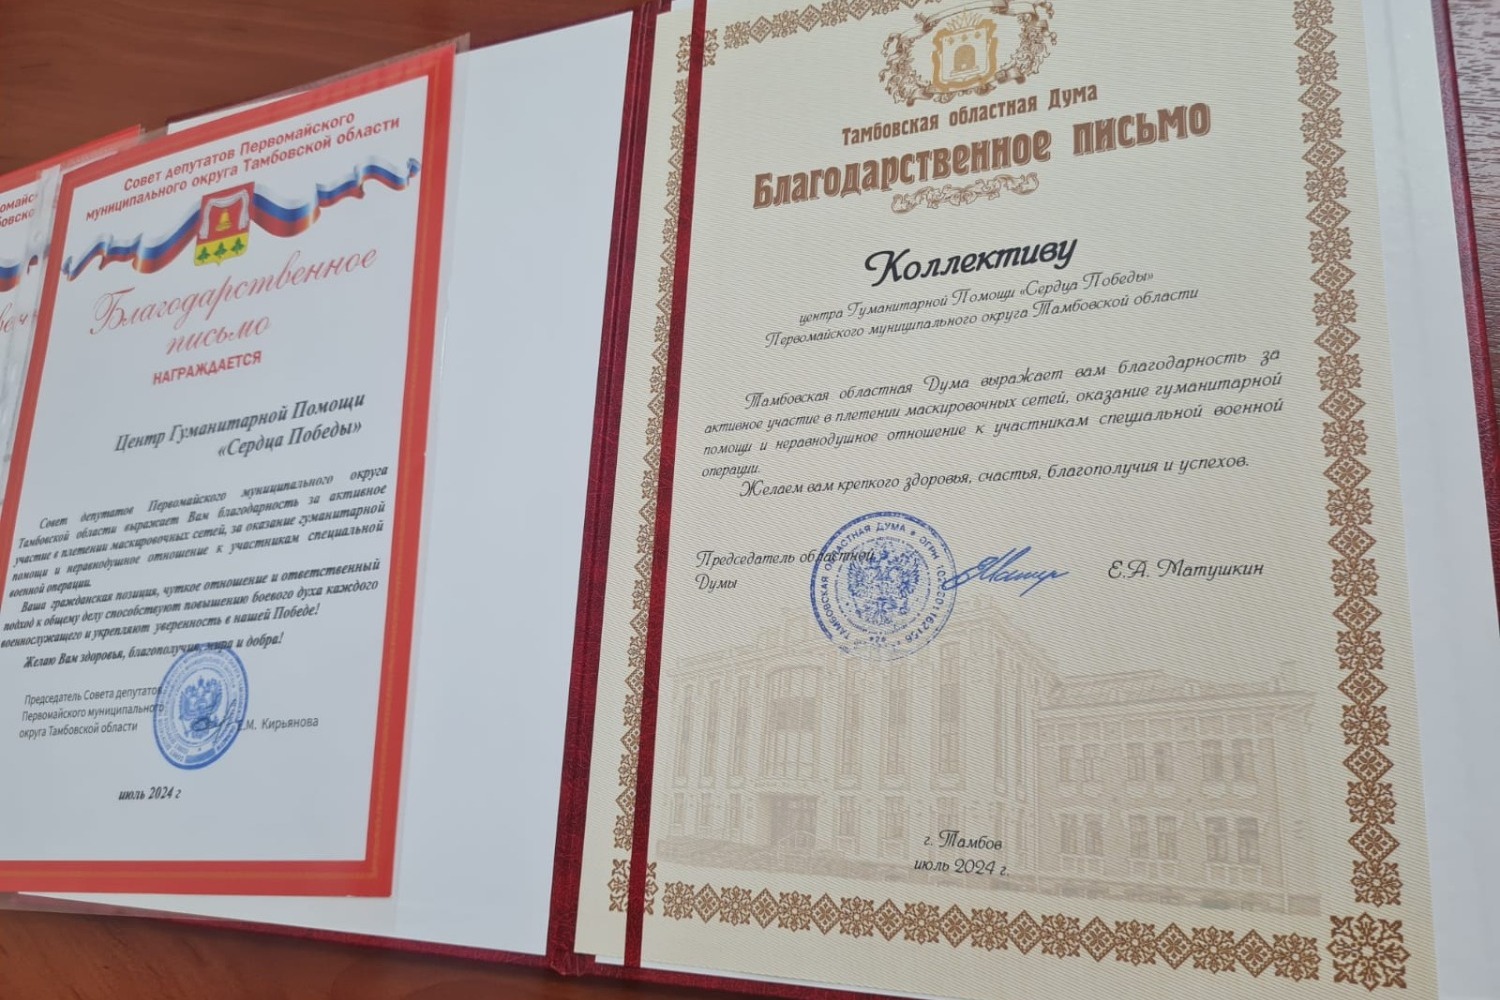 Совет депутатов Первомайского
муниципального округа Тамбовской области
Благодарственное
письмо
НАГРАЖДАЕТСЯ
Центр Гуманитарной Помощи
«Сердца Победы»
Совет депутатов Первомайского муниципального округа
Тамбовской области выражает Вам благодарность за активное
участие в плетении маскировочных сетей, за оказание гуманитарной
помощи и неравнодушное отношение к участникам специальной
военной операции.
Ваша гражданская позиция, чуткое отношение и ответственный
подход к общему делу способствуют повышению боевого духа каждого
военнослужащего и укрепляют уверенность в нашей Победе!
Желаю Вам здоровья, благополучия, мира и добра!
Председатель Совета депутатов
Первомайского муниципального
округа Тамбовской области
М. Кирьянова
июль 2024 г
Тамбовская областная Дума
Благодарственное письмо
Коллективу
центра Гуманитарной Помощи «Сердца Победы»
Первомайского муниципального округа Тамбовской области
Тамбовская областная Дума выражает вам благодарность за
активное участие в плетении маскировочных сетей, оказание гуманитарной
помощи и неравнодушное отношение к участникам специальной военной
операции.
Желаем вам крепкого здоровья, счастья, благополучия и успехов.
Председатель областной
Думы
ТАМБОВСКАЯ ОБЛАСТНАЯ ДУМА
ОГРН
Е.А. Матушкин
г. Тамбов
июль 2024 г.